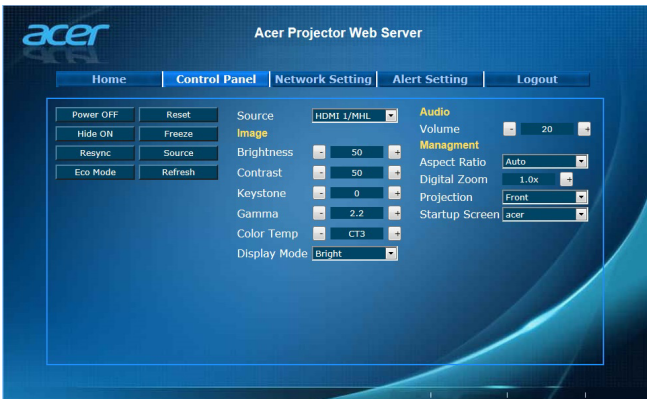 acer
Acer Projector Web Server
Home Control Panel Network Setting Alert Setting Logout
Power OFF Reset
Hide ON Freeze
Resync Source
Eco Mode Refresh
Source HDMI 1/MHL
Image
Brightness - 50 +
Contrast - 50 +
Keystone - 0 +
Gamma - 2.2 +
Color Temp - CT3 +
Display Mode Bright
Audio
Volume - 20 +
Managment
Aspect Ratio Auto
Digital Zoom 1.0x +
Projection Front
Startup Screen acer